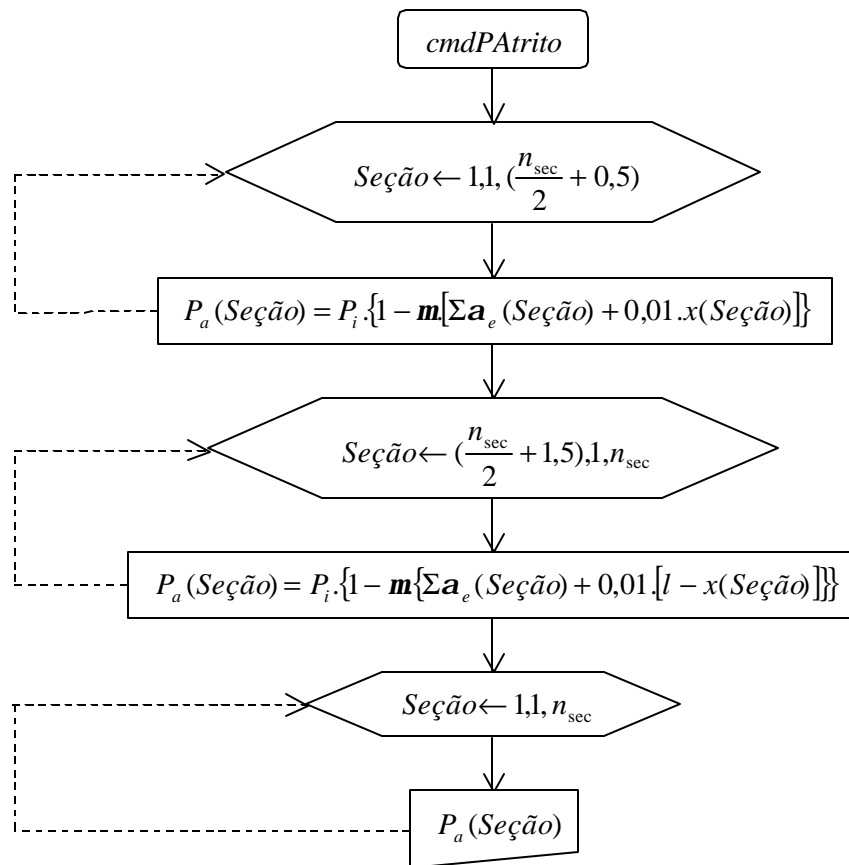 cmdPAtrito
Seção ← 1,1, (n_sec/2 + 0,5)
P_a(Seção) = P_i.{1 − m.[Σa_e(Seção) + 0,01.x(Seção)]}
Seção ← (n_sec/2 + 1,5),1,n_sec
P_a(Seção) = P_i.{1 − m.{Σa_e(Seção) + 0,01.[l − x(Seção)]}}
Seção ← 1,1, n_sec
P_a(Seção)